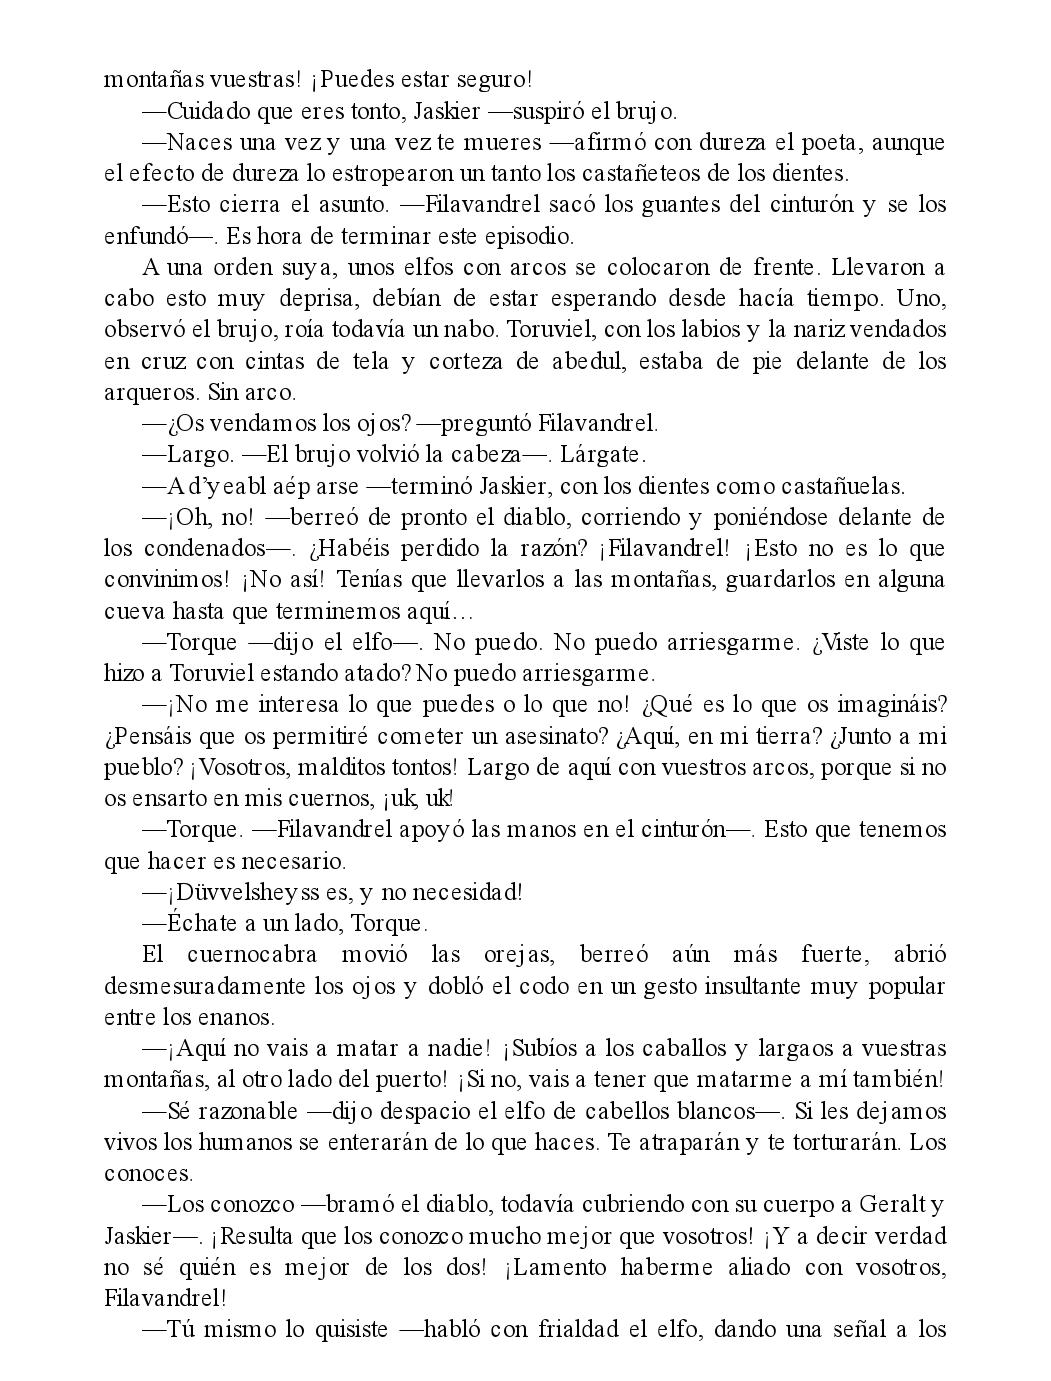 montañas vuestras! ¡Puedes estar seguro!
—Cuidado que eres tonto, Jaskier —suspiró el brujo.
—Naces una vez y una vez te mueres —afirmó con dureza el poeta, aunque
el efecto de dureza lo estropearon un tanto los castañeteos de los dientes.
—Esto cierra el asunto. —Filavandrel sacó los guantes del cinturón y se los
enfundó—. Es hora de terminar este episodio.
A una orden suya, unos elfos con arcos se colocaron de frente. Llevaron a
cabo esto muy deprisa, debían de estar esperando desde hacía tiempo. Uno,
observó el brujo, roía todavía un nabo. Toruviel, con los labios y la nariz vendados
en cruz con cintas de tela y corteza de abedul, estaba de pie delante de los
arqueros. Sin arco.
—¿Os vendamos los ojos? —preguntó Filavandrel.
—Largo. —El brujo volvió la cabeza—. Lárgate.
—A d’yeabl aép arse —terminó Jaskier, con los dientes como castañuelas.
—¡Oh, no! —berreó de pronto el diablo, corriendo y poniéndose delante de
los condenados—. ¿Habéis perdido la razón? ¡Filavandrel! ¡Esto no es lo que
convinimos! ¡No así! Tenías que llevarlos a las montañas, guardarlos en alguna
cueva hasta que terminemos aquí…
—Torque —dijo el elfo—. No puedo. No puedo arriesgarme. ¿Viste lo que
hizo a Toruviel estando atado? No puedo arriesgarme.
—¡No me interesa lo que puedes o lo que no! ¿Qué es lo que os imagináis?
¿Pensáis que os permitiré cometer un asesinato? ¿Aquí, en mi tierra? ¿Junto a mi
pueblo? ¡Vosotros, malditos tontos! Largo de aquí con vuestros arcos, porque si no
os ensarto en mis cuernos, ¡uk, uk!
—Torque. —Filavandrel apoyó las manos en el cinturón—. Esto que tenemos
que hacer es necesario.
—¡Düvvelsheyss es, y no necesidad!
—Échate a un lado, Torque.
El cuernocabra movió las orejas, berreó aún más fuerte, abrió
desmesuradamente los ojos y dobló el codo en un gesto insultante muy popular
entre los enanos.
—¡Aquí no vais a matar a nadie! ¡Subíos a los caballos y largaos a vuestras
montañas, al otro lado del puerto! ¡Si no, vais a tener que matarme a mí también!
—Sé razonable —dijo despacio el elfo de cabellos blancos—. Si les dejamos
vivos los humanos se enterarán de lo que haces. Te atraparán y te torturarán. Los
conoces.
—Los conozco —bramó el diablo, todavía cubriendo con su cuerpo a Geralt y
Jaskier—. ¡Resulta que los conozco mucho mejor que vosotros! ¡Y a decir verdad
no sé quién es mejor de los dos! ¡Lamento haberme aliado con vosotros,
Filavandrel!
—Tú mismo lo quisiste —habló con frialdad el elfo, dando una señal a los